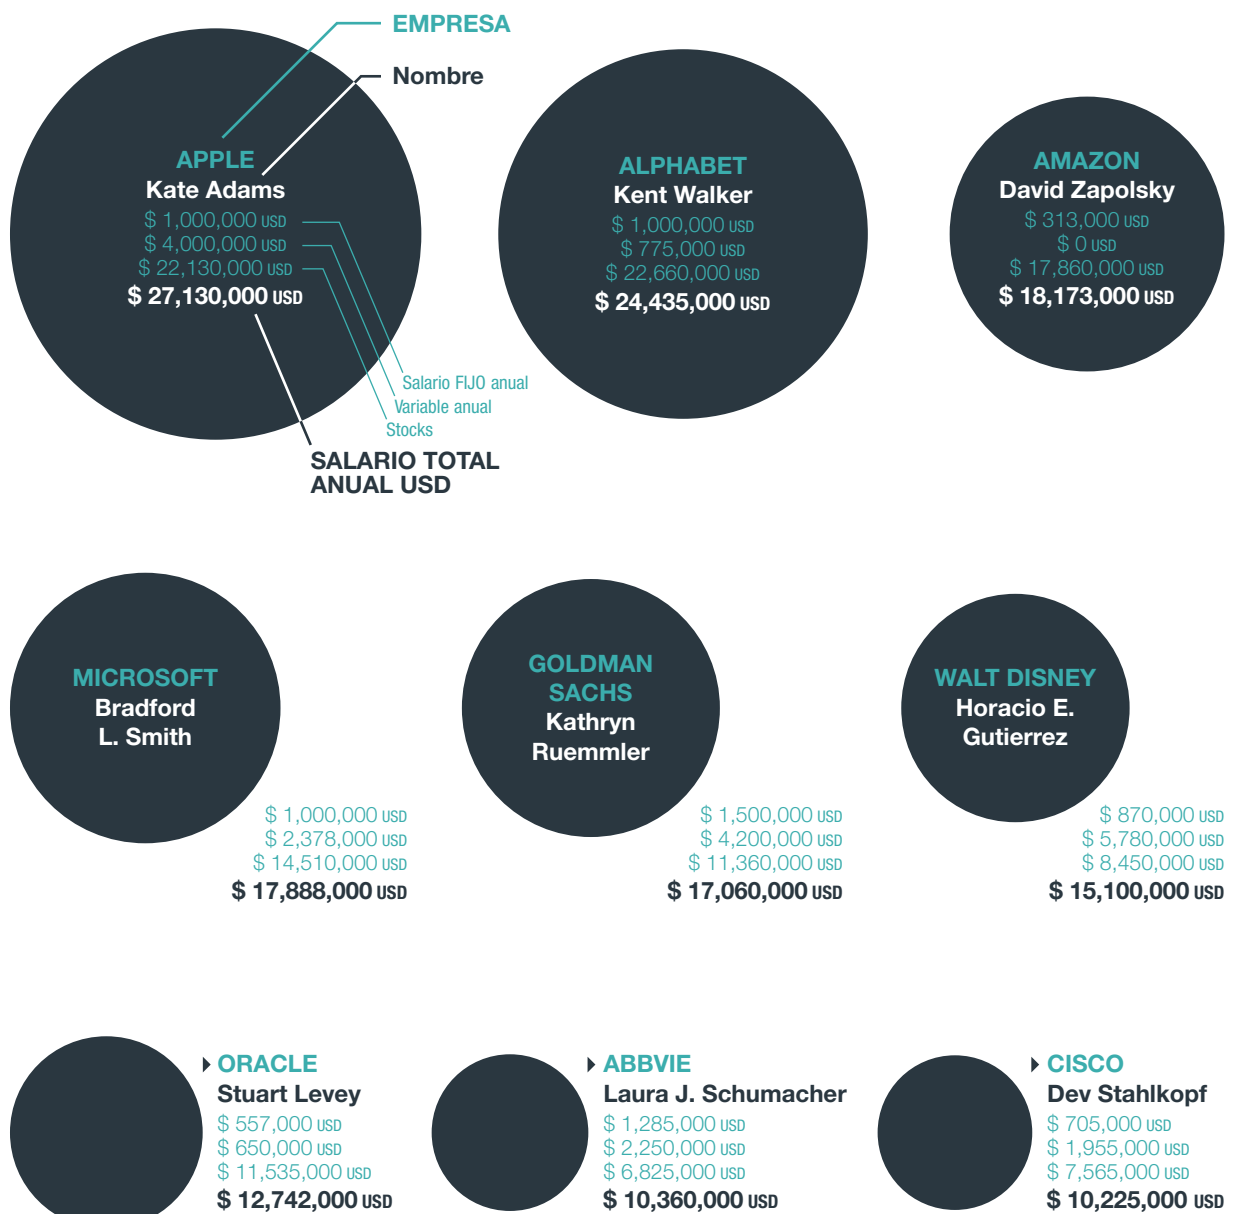 EMPRESA
Nombre
APPLE
Kate Adams
$ 1,000,000 USD
$ 4,000,000 USD
$ 22,130,000 USD
$ 27,130,000 USD
Salario FIJO anual
Variable anual
Stocks
SALARIO TOTAL
ANUAL USD
ALPHABET
Kent Walker
$ 1,000,000 USD
$ 775,000 USD
$ 22,660,000 USD
$ 24,435,000 USD
AMAZON
David Zapolsky
$ 313,000 USD
$ 0 USD
$ 17,860,000 USD
$ 18,173,000 USD
MICROSOFT
Bradford
L. Smith
$ 1,000,000 USD
$ 2,378,000 USD
$ 14,510,000 USD
$ 17,888,000 USD
GOLDMAN
SACHS
Kathryn
Ruemmler
$ 1,500,000 USD
$ 4,200,000 USD
$ 11,360,000 USD
$ 17,060,000 USD
WALT DISNEY
Horacio E.
Gutierrez
$ 870,000 USD
$ 5,780,000 USD
$ 8,450,000 USD
$ 15,100,000 USD
ORACLE
Stuart Levey
$ 557,000 USD
$ 650,000 USD
$ 11,535,000 USD
$ 12,742,000 USD
ABBVIE
Laura J. Schumacher
$ 1,285,000 USD
$ 2,250,000 USD
$ 6,825,000 USD
$ 10,360,000 USD
CISCO
Dev Stahlkopf
$ 705,000 USD
$ 1,955,000 USD
$ 7,565,000 USD
$ 10,225,000 USD